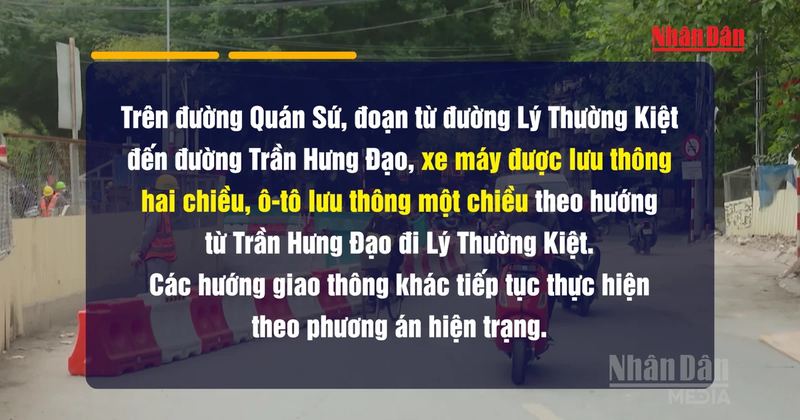 Nhân Dân
Trên đường Quán Sứ, đoạn từ đường Lý Thường Kiệt
đến đường Trần Hưng Đạo, xe máy được lưu thông
hai chiều, ô-tô lưu thông một chiều theo hướng
từ Trần Hưng Đạo đi Lý Thường Kiệt.
Các hướng giao thông khác tiếp tục thực hiện
theo phương án hiện trạng.
Nhân Dân
MEDIA